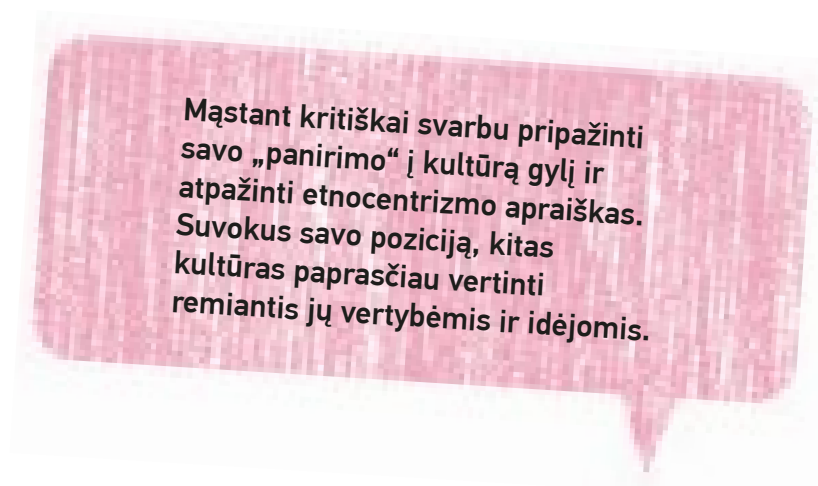 Mąstant kritiškai svarbu pripažinti
savo „panirimo“ į kultūrą gylį ir
atpažinti etnocentrizmo apraiškas.
Suvokus savo poziciją, kitas
kultūras paprasčiau vertinti
remiantis jų vertybėmis ir idėjomis.